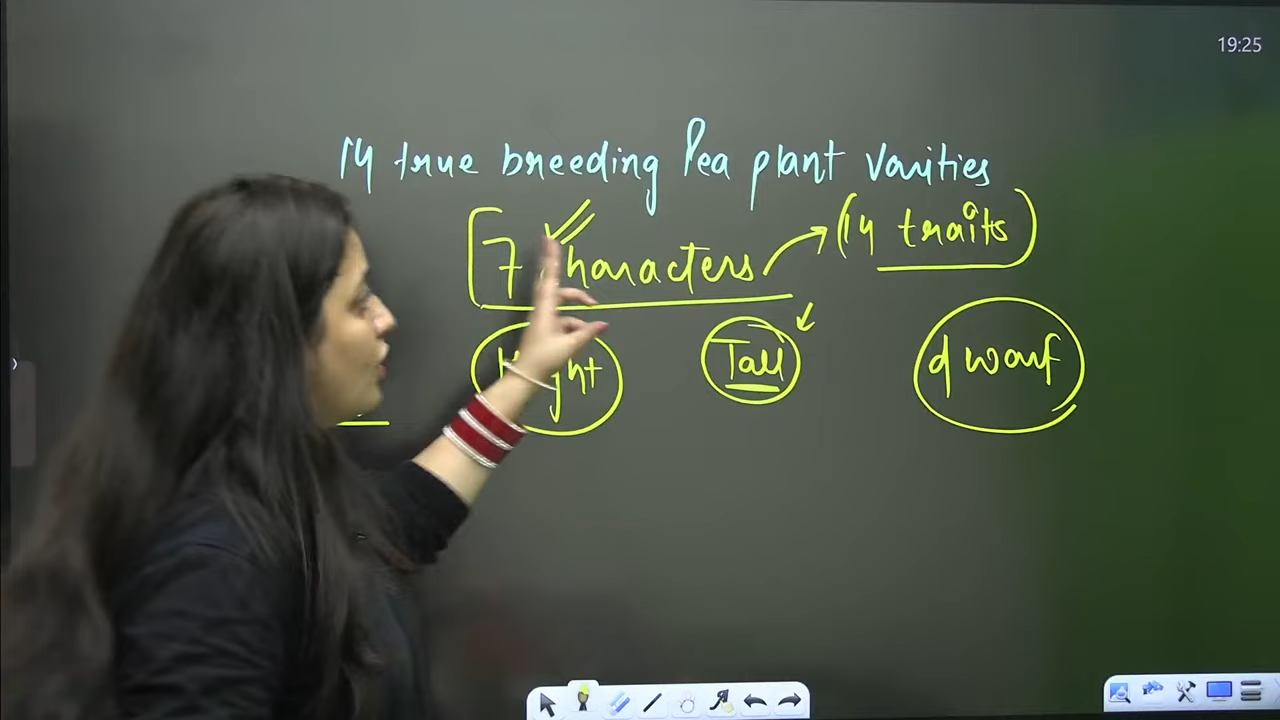 19:25
14 true breeding Pea plant varities
7 characters (14 traits)
Tall dwarf